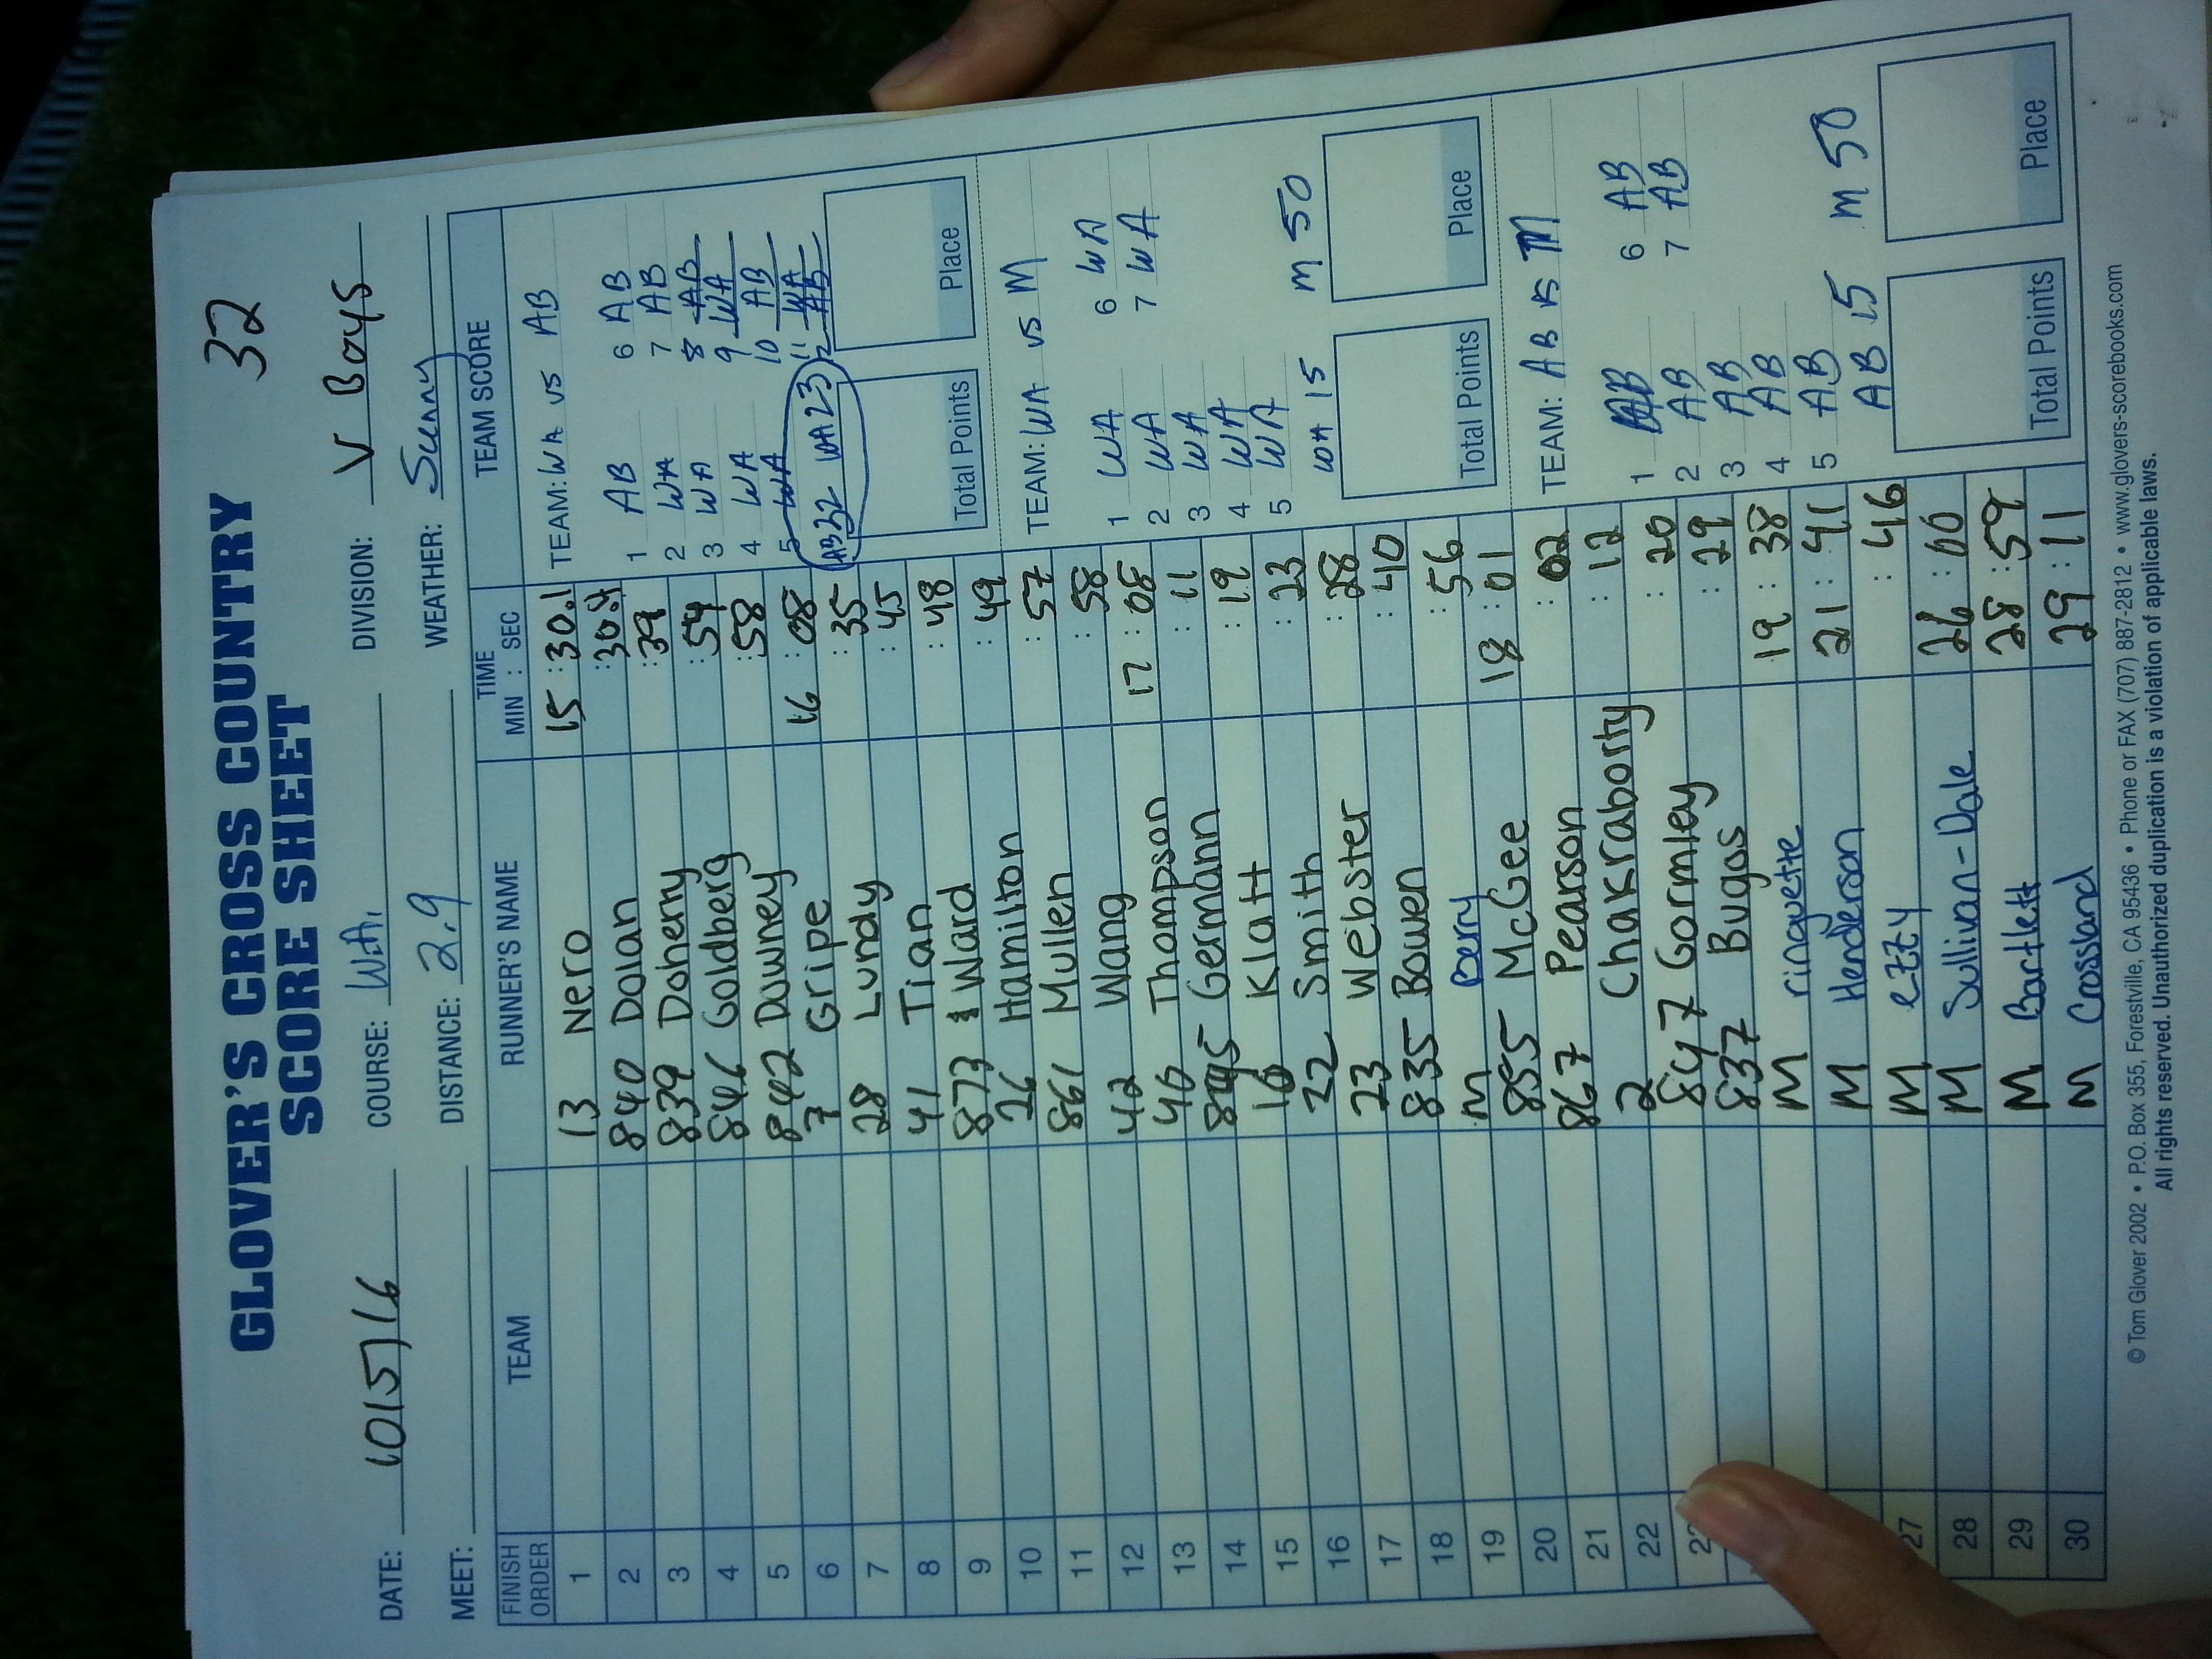 GLOVER'S CROSS COUNTRY
SCORE SHEET
32
DATE: 10/5/16 COURSE: W.A. DIVISION: V Boys
MEET: DISTANCE: 2.9 WEATHER: Sunny
FINISH ORDER TEAM RUNNER'S NAME TIME MIN : SEC TEAM SCORE
1 13 Nero 15 :30.1
2 840 Dolan :30.
3 839 Doherry :39
4 846 Goldberg :54
5 842 Downey :58
6 7 Gripe 16 : 08
7 28 Lundy : 35
8 41 Tian : 45
9 873 Ward : 48
10 26 Hamilton : 49
11 861 Mullen : 57
12 42 Wang : 58
13 40 Thompson 17 : 08
14 Germann : 11
15 16 Klatt : 19
16 22 Smith : 23
17 23 Webster : 28
18 835 Bowen : 40
19 M Berry : 56
20 855 McGee 18 : 01
21 867 Pearson : 02
22 2 Chakraborty : 12
23 847 Gormley : 20
837 Bugos : 29
M ringuette 19 : 38
M Henderson 21 : 41
27 M ezzy : 46
28 M Sullivan-Dale 26 : 00
29 M Bartlett 28 :59
30 M Crossland 29 : 11
TEAM: WA vs AB
1 AB 6 AB
2 WA 7 AB
3 WA 8 AB
4 WA 9 WA
5 WA 10 AB
11 WA
AB
AB 32 WA 23
Total Points Place
TEAM: WA vs M
1 WA 6 WA
2 WA 7 WA
3 WA
4 WA
5 WA
WA 15 M 50
Total Points Place
TEAM: AB vs M
1 AB 6 AB
2 AB 7 AB
3 AB
4 AB
5 AB
AB 15 M 50
Total Points Place
© Tom Glover 2002 • P.O. Box 355, Forestville, CA 95436 • Phone or FAX (707) 887-2812 • www.glovers-scorebooks.com
All rights reserved. Unauthorized duplication is a violation of applicable laws.